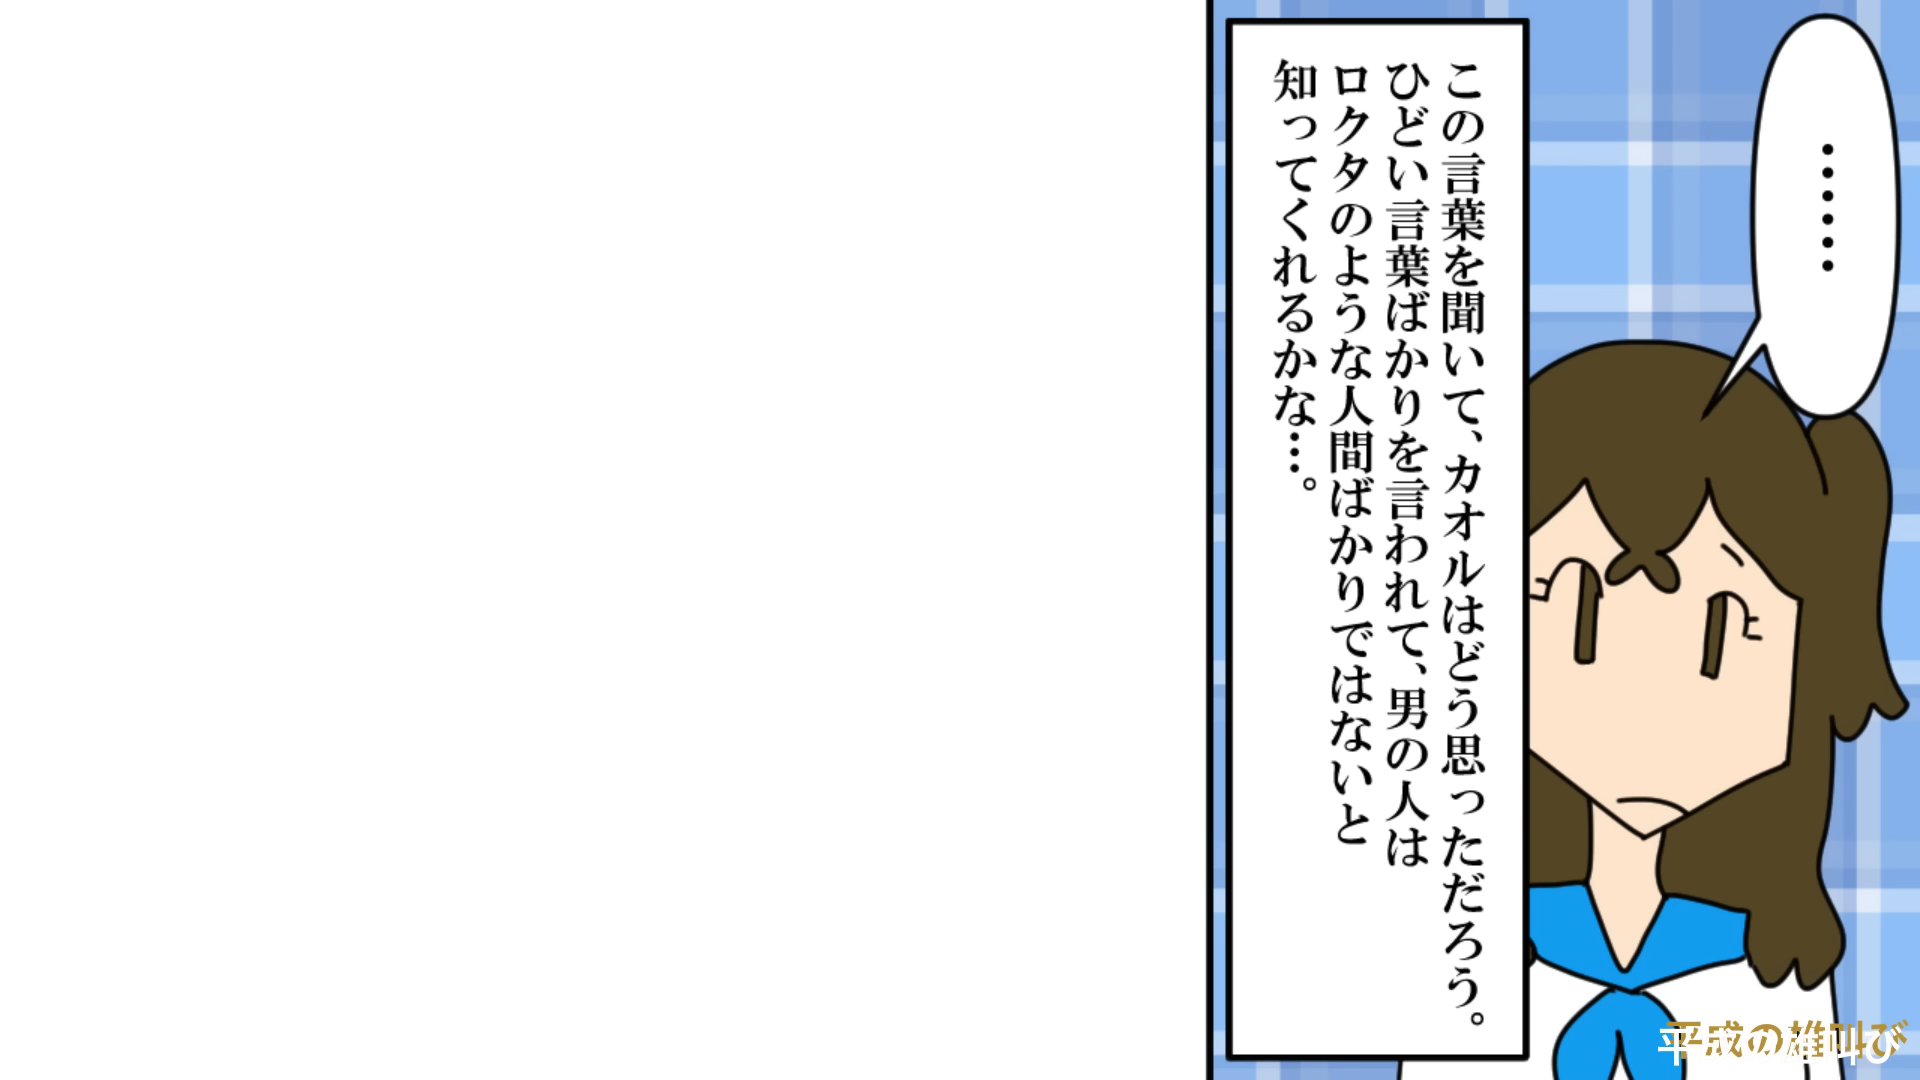 ……
この言葉を聞いて、カオルはどう思っただろう。
ひどい言葉ばかりを言われて、男の人は
ロクタのような人間ばかりではないと
知ってくれるかな…。
平成の雄叫び